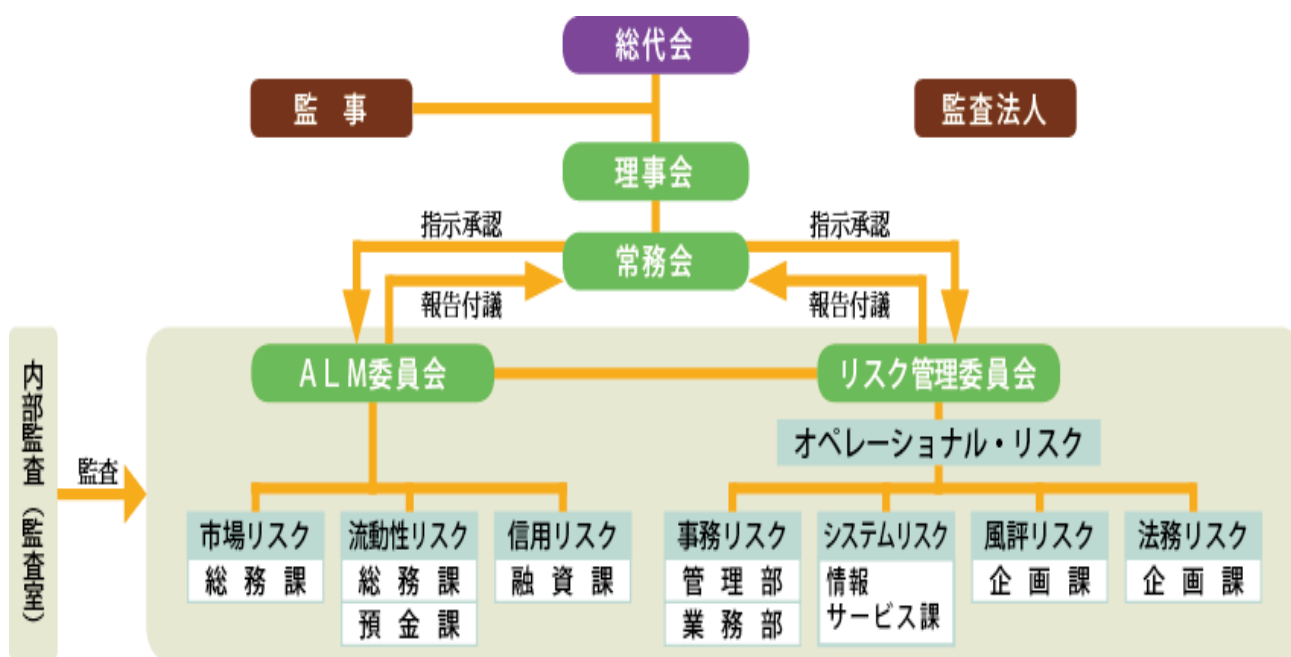 総代会
監事
監査法人
理事会
指示承認
指示承認
常務会
報告付議
報告付議
ALM委員会
リスク管理委員会
内部監査(監査室)
監査
オペレーショナル・リスク
市場リスク
総務課
流動性リスク
総務課
預金課
信用リスク
融資課
事務リスク
管理部
業務部
システムリスク
情報
サービス課
風評リスク
企画課
法務リスク
企画課